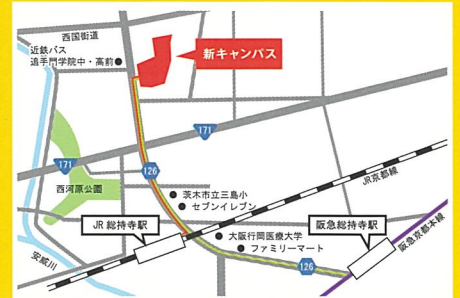 西国街道
近鉄バス
追手門学院中・高前
新キャンパス
171
171
126
西河原公園
茨木市立三島小
セブンイレブン
JR京都線
JR 総持寺駅
阪急総持寺駅
大阪行岡医療大学
ファミリーマート
安威川
126
阪急京都本線